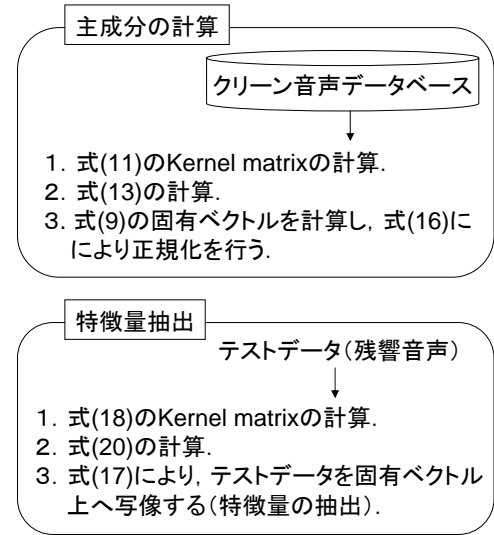 主成分の計算
クリーン音声データベース
1. 式(11)のKernel matrixの計算.
2. 式(13)の計算.
3. 式(9)の固有ベクトルを計算し, 式(16)に
により正規化を行う.
特徴量抽出
テストデータ(残響音声)
1. 式(18)のKernel matrixの計算.
2. 式(20)の計算.
3. 式(17)により, テストデータを固有ベクトル
上へ写像する(特徴量の抽出).